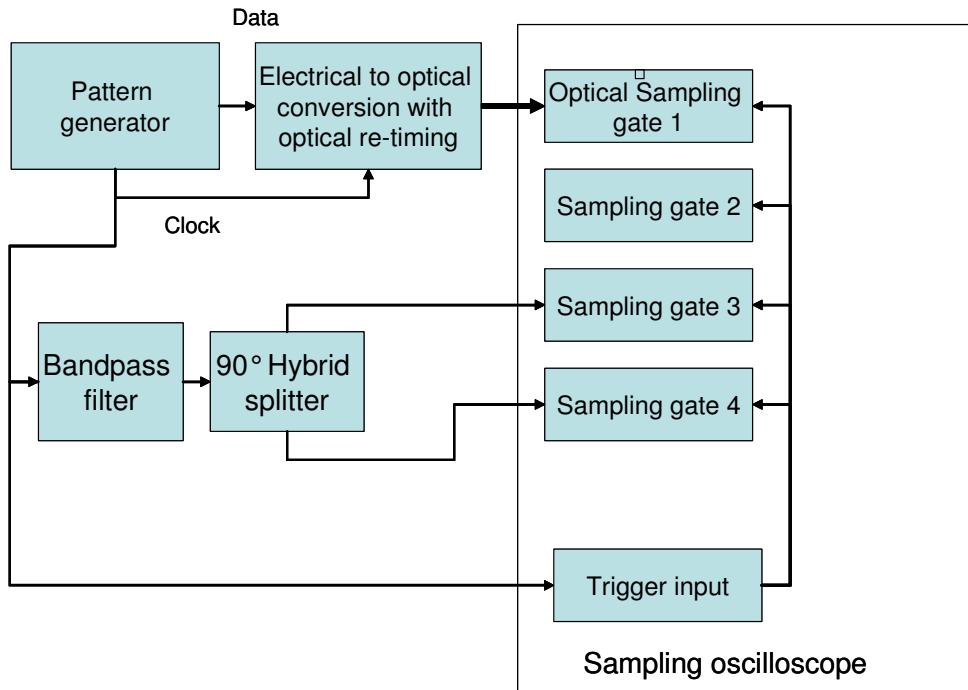 Data
Pattern
generator
Electrical to optical
conversion with
optical re-timing
Optical Sampling
gate 1
Sampling gate 2
Clock
Sampling gate 3
Bandpass
filter
90° Hybrid
splitter
Sampling gate 4
Trigger input
Sampling oscilloscope